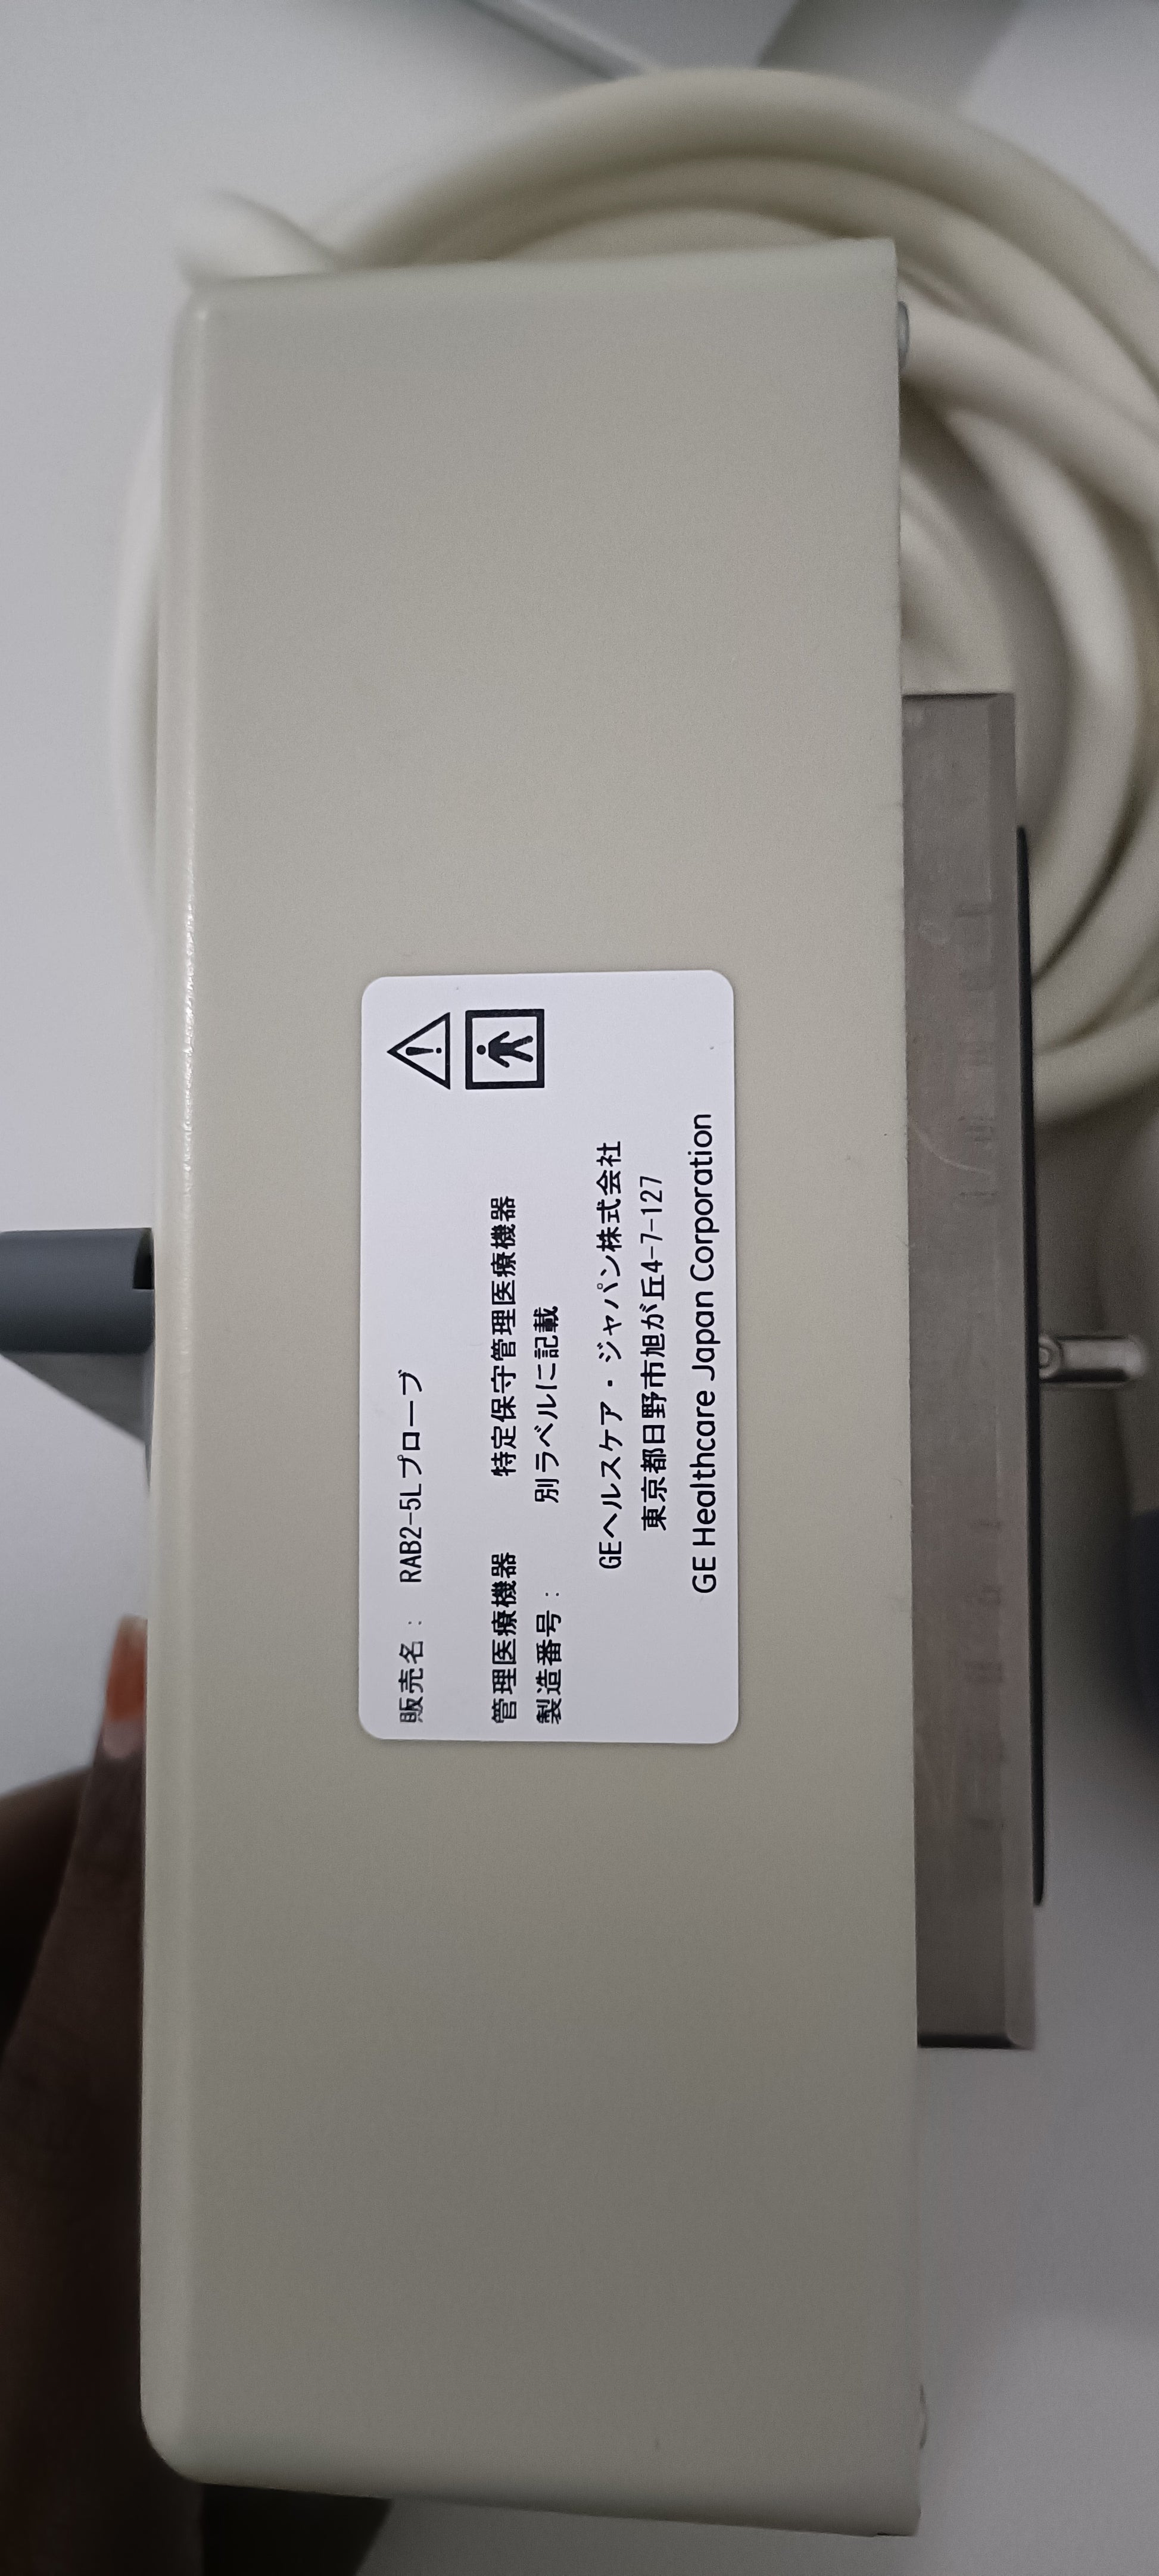 販売名： RAB2-5Lプローブ
管理医療機器 特定保守管理医療機器
製造番号： 別ラベルに記載
GEヘルスケア・ジャパン株式会社
東京都日野市旭が丘4-7-127
GE Healthcare Japan Corporation